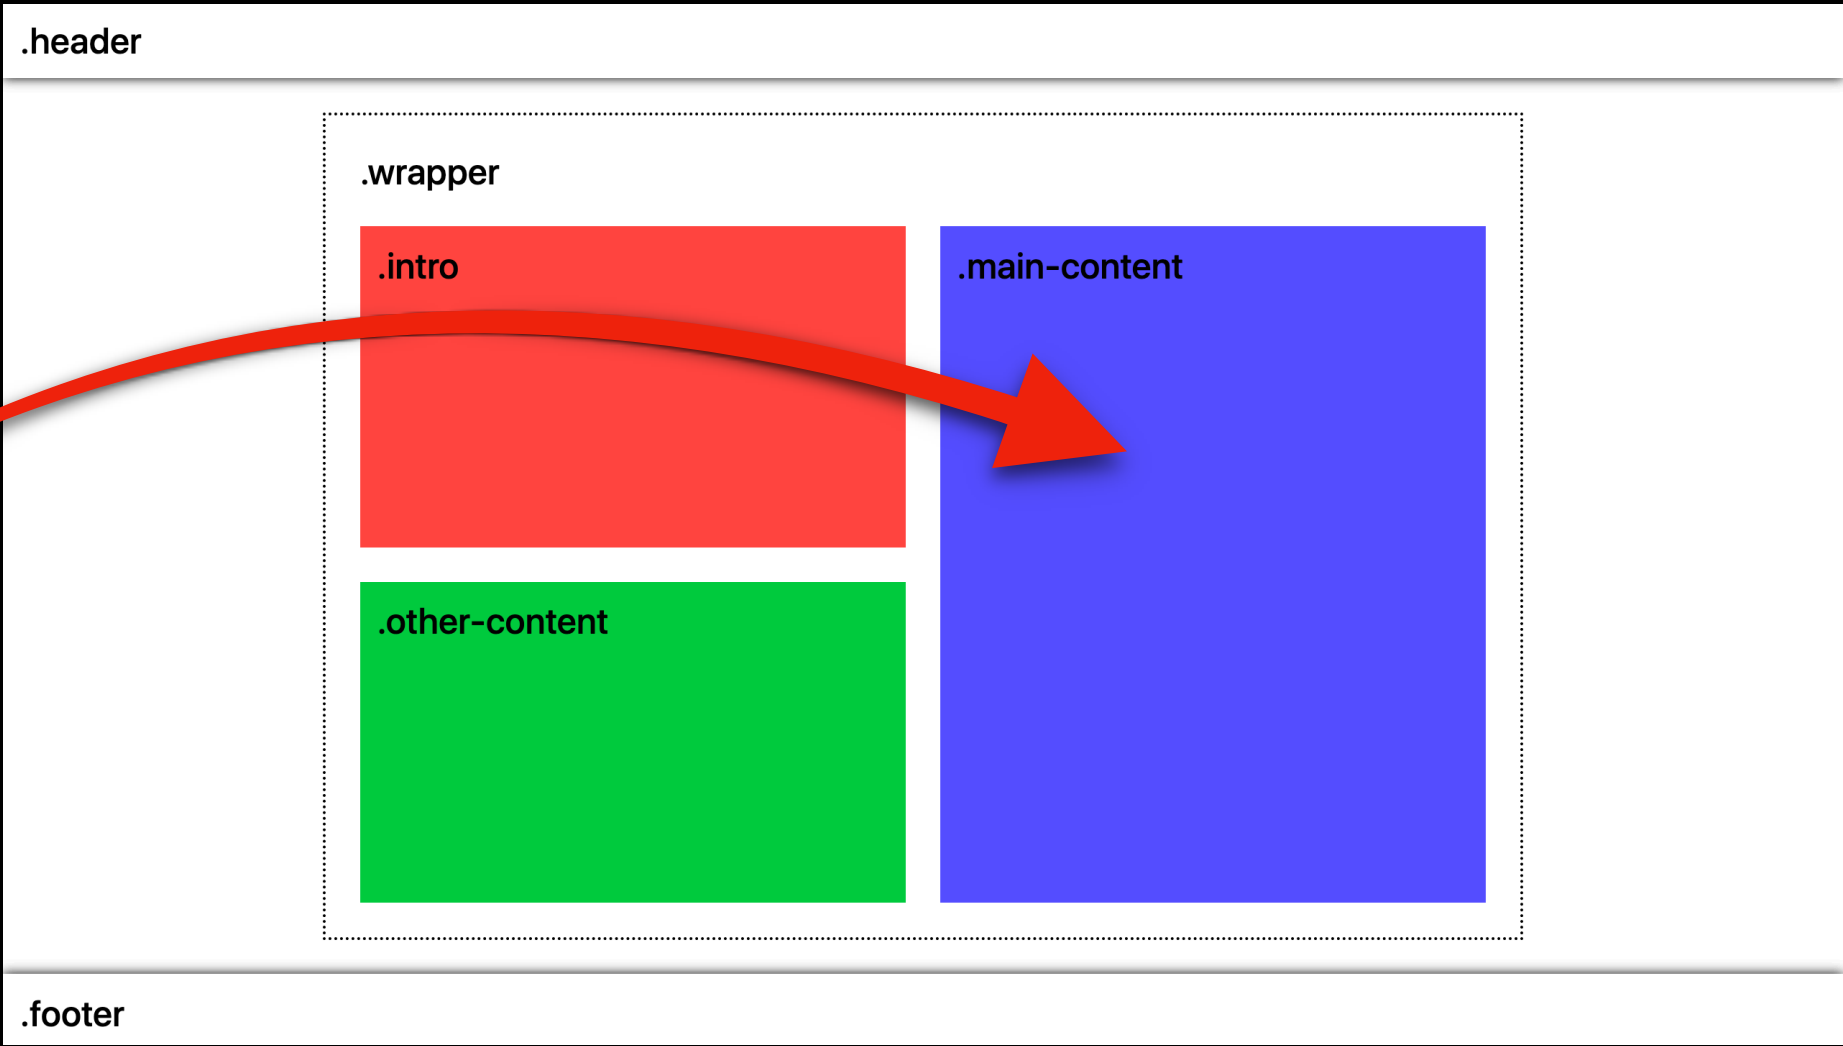 .header
.wrapper
.intro
.main-content
.other-content
.footer